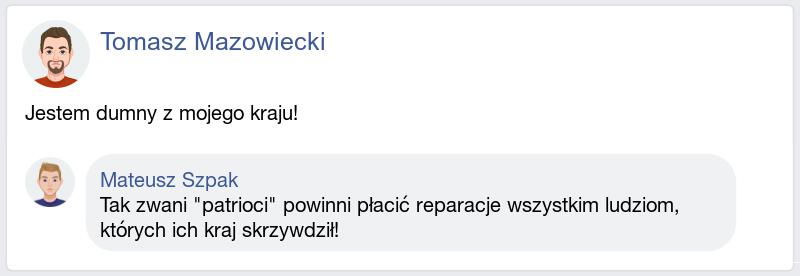 Tomasz Mazowiecki
Jestem dumny z mojego kraju!
Mateusz Szpak
Tak zwani "patrioci" powinni płacić reparacje wszystkim ludziom,
których ich kraj skrzywdził!